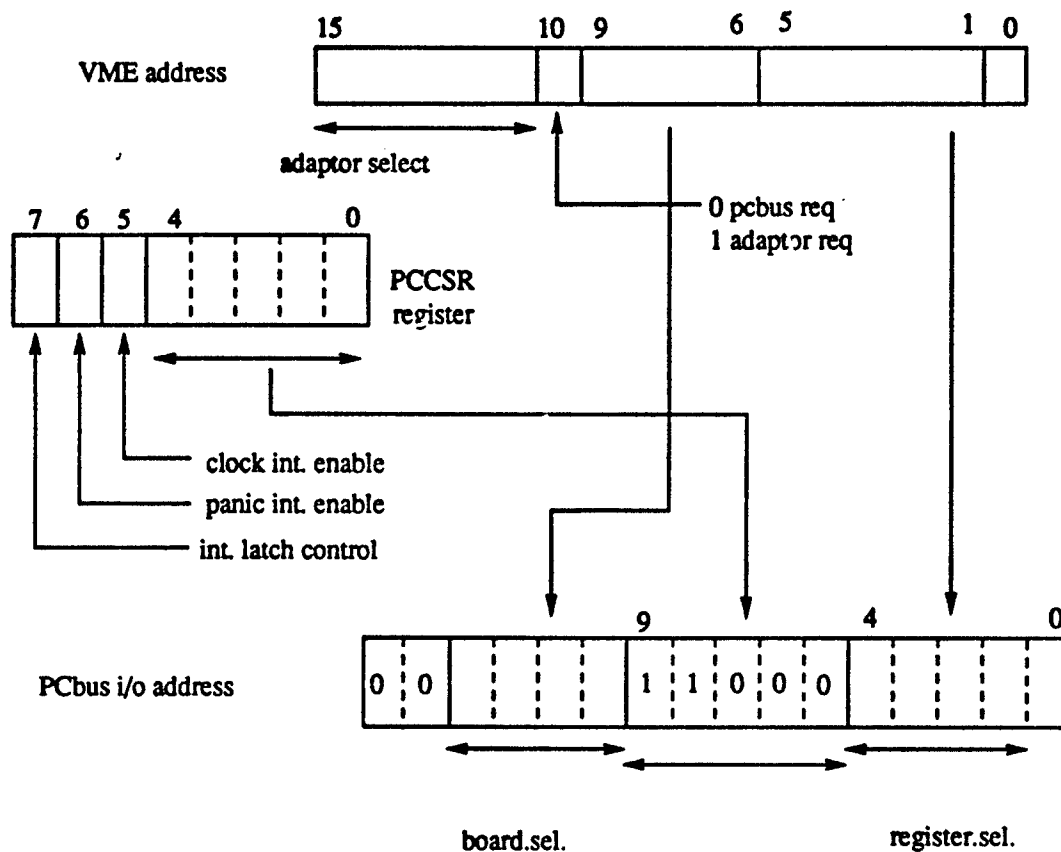 15 10 9 6 5 1 0
VME address
adaptor select
0 pcbus req
1 adaptor req
7 6 5 4 0
PCCSR
register
clock int. enable
panic int. enable
int. latch control
9 4 0
PCbus i/o address
0 0 1 1 0 0 0
board.sel. register.sel.